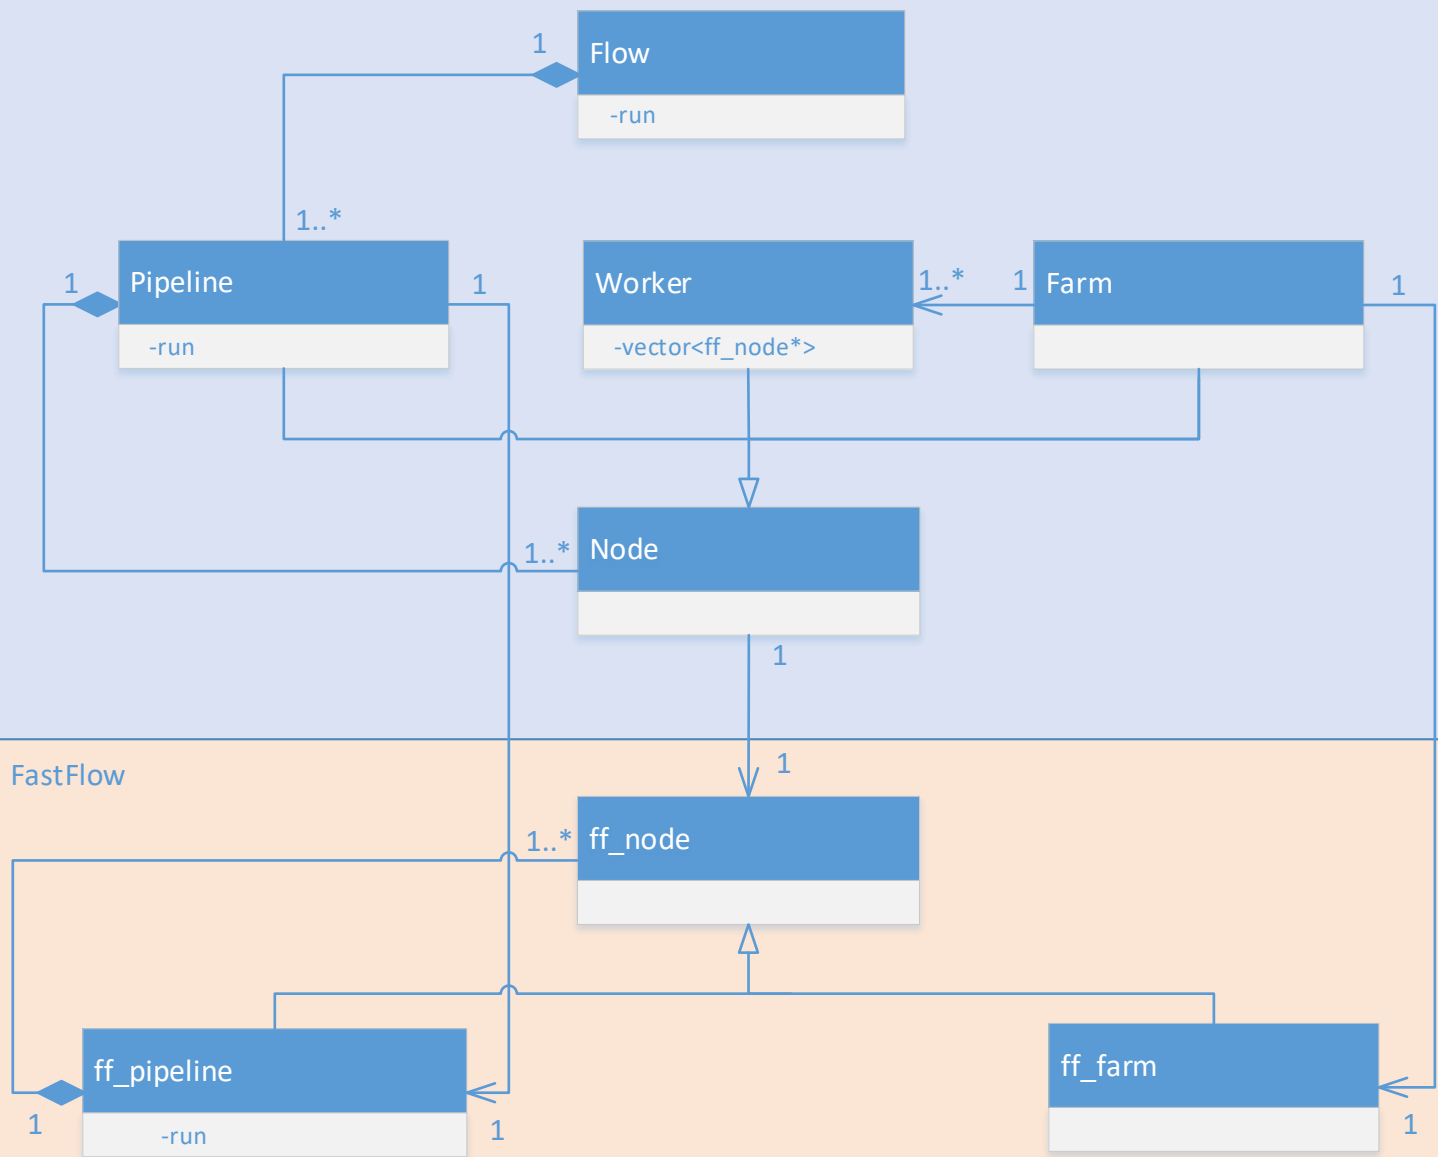 Flow
1
-run
1..*
Pipeline
1
1
-run
Worker
1..*
-vector<ff_node*>
1
Farm
1
Node
1..*
1
FastFlow
1
ff_node
1..*
ff_pipeline
1
1
-run
ff_farm
1